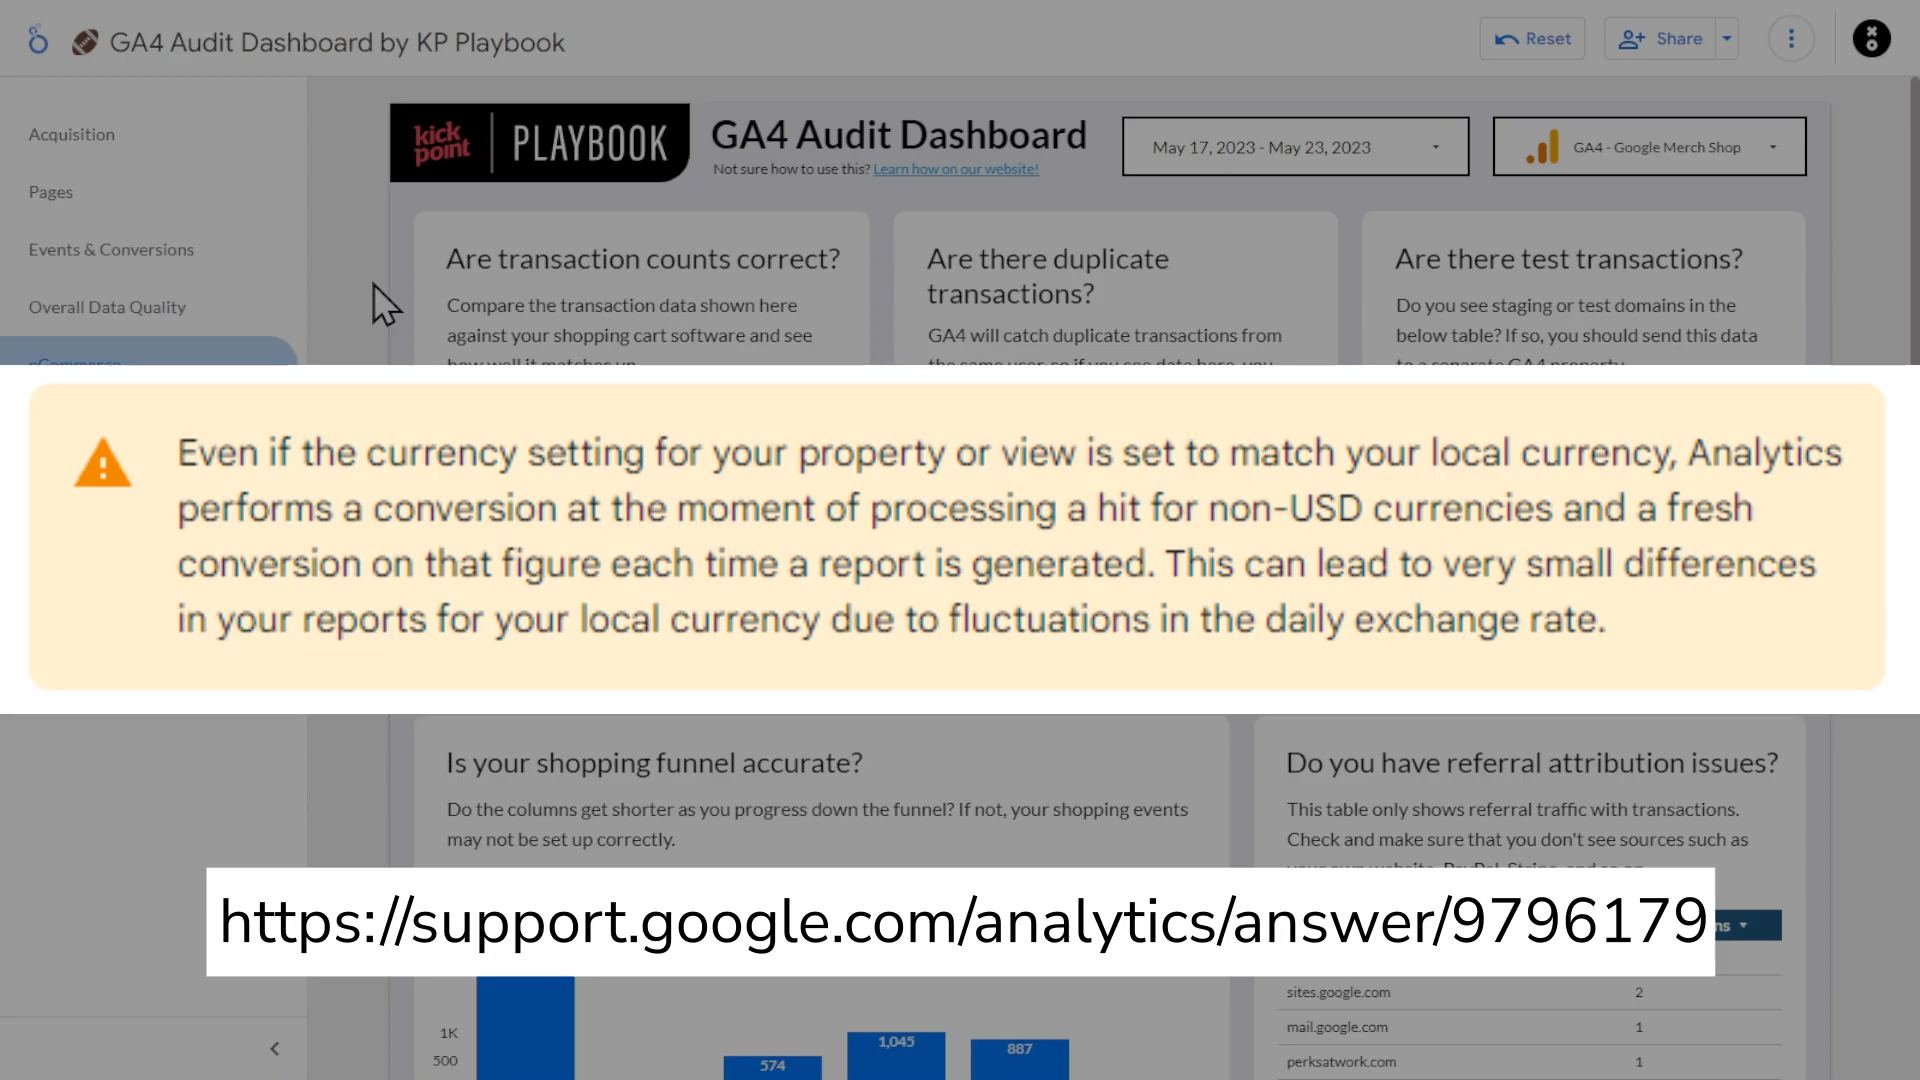 GA4 Audit Dashboard by KP Playbook
Reset
Share
Acquisition
Pages
Events & Conversions
Overall Data Quality
kick point
PLAYBOOK
GA4 Audit Dashboard
Not sure how to use this? Learn how on our website!
May 17, 2023 - May 23, 2023
GA4 - Google Merch Shop
Are transaction counts correct?
Compare the transaction data shown here
against your shopping cart software and see
Are there duplicate
transactions?
GA4 will catch duplicate transactions from
Are there test transactions?
Do you see staging or test domains in the
below table? If so, you should send this data
Even if the currency setting for your property or view is set to match your local currency, Analytics
performs a conversion at the moment of processing a hit for non-USD currencies and a fresh
conversion on that figure each time a report is generated. This can lead to very small differences
in your reports for your local currency due to fluctuations in the daily exchange rate.
Is your shopping funnel accurate?
Do the columns get shorter as you progress down the funnel? If not, your shopping events
may not be set up correctly.
Do you have referral attribution issues?
This table only shows referral traffic with transactions.
Check and make sure that you don't see sources such as
https://support.google.com/analytics/answer/9796179
1K
500
574
1,045
887
sites.google.com 2
mail.google.com 1
perksatwork.com 1